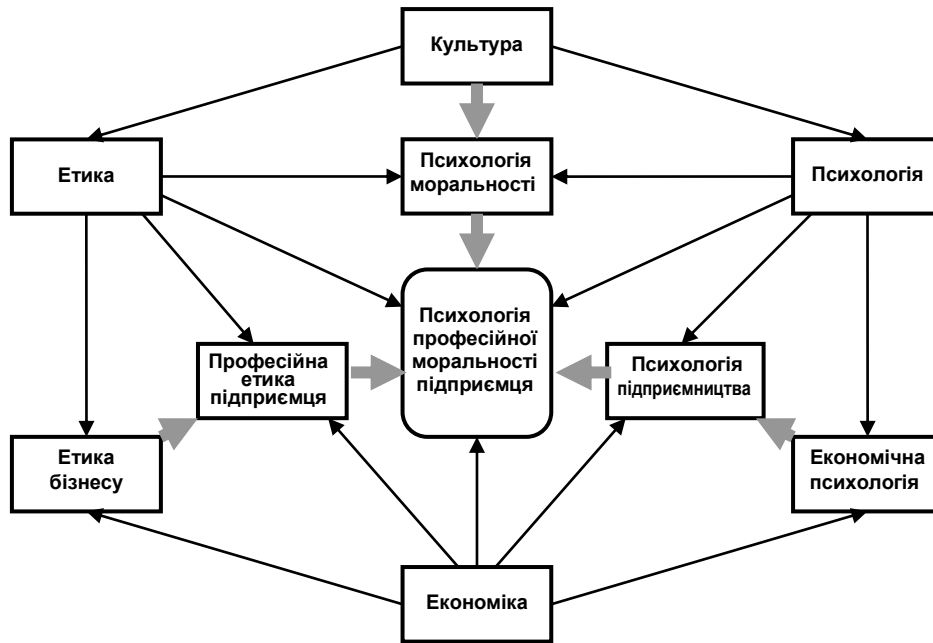 Культура
Етика
Психологія
моральності
Психологія
Психологія
професійної
моральності
підприємця
Професійна
етика
підприємця
Психологія
підприємництва
Етика
бізнесу
Економічна
психологія
Економіка